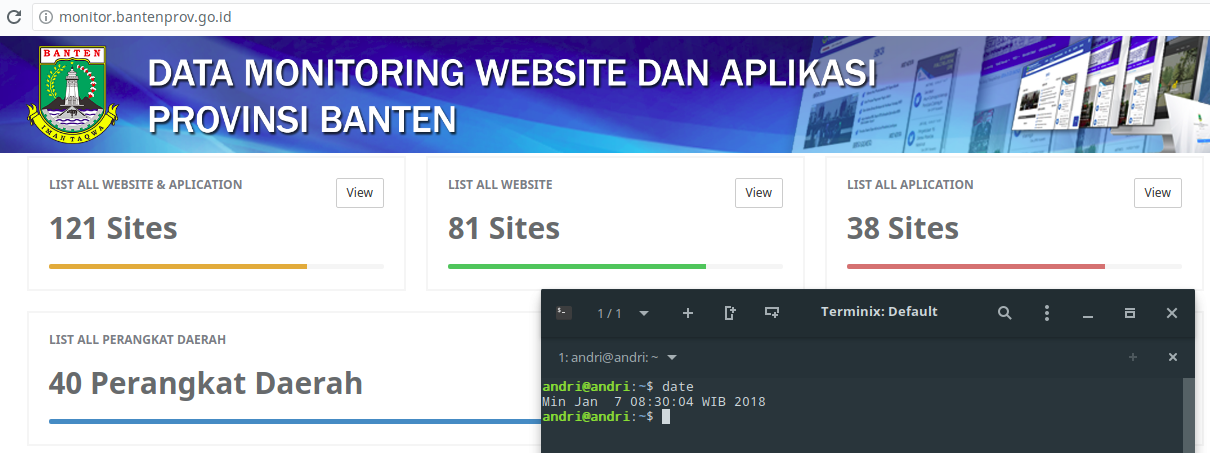 monitor.bantenprov.go.id
BANTEN
IMAN TAQWA
DATA MONITORING WEBSITE DAN APLIKASI
PROVINSI BANTEN
LIST ALL WEBSITE & APLICATION
View
121 Sites
LIST ALL WEBSITE
View
81 Sites
LIST ALL APLICATION
View
38 Sites
LIST ALL PERANGKAT DAERAH
40 Perangkat Daerah
1 / 1
Terminix: Default
1: andri@andri: ~
andri@andri:~$ date
Min Jan  7 08:30:04 WIB 2018
andri@andri:~$